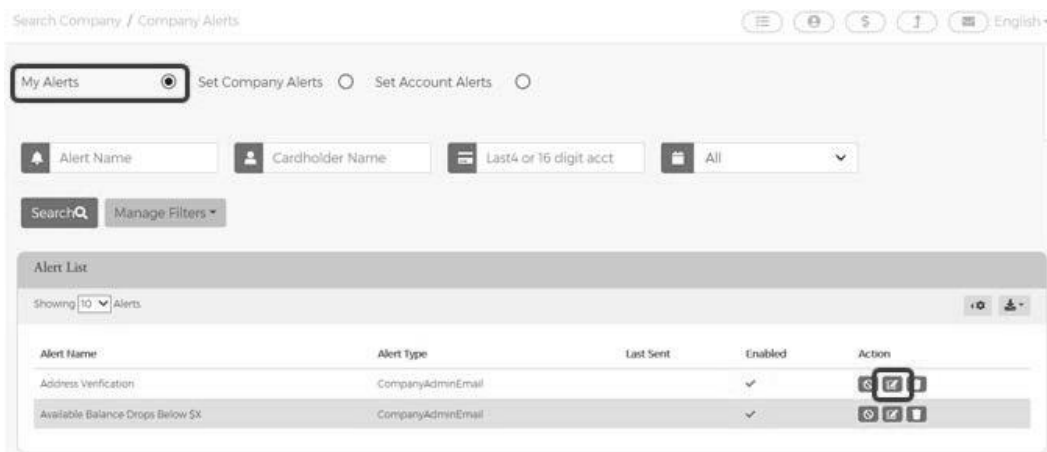 Search Company / Company Alerts
English
My Alerts Set Company Alerts Set Account Alerts
Alert Name Cardholder Name Last4 or 16 digit acct All
Search Manage Filters
Alert List
Showing 10 Alerts
Alert Name Alert Type Last Sent Enabled Action
Address Verification CompanyAdminEmail
Available Balance Drops Below $X CompanyAdminEmail